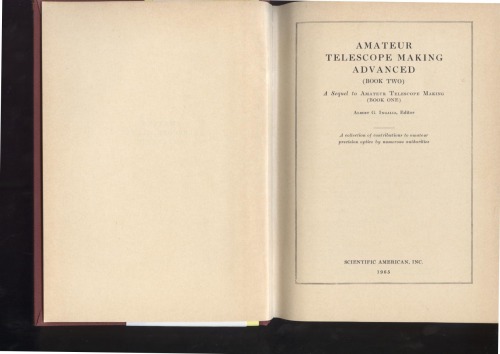 AMATEUR
TELESCOPE MAKING
ADVANCED
(BOOK TWO)
A Sequel to AMATEUR TELESCOPE MAKING
(BOOK ONE)
ALBERT G. INGALLS, Editor
A collection of contributions to amateur
precision optics by numerous authorities
SCIENTIFIC AMERICAN, INC.